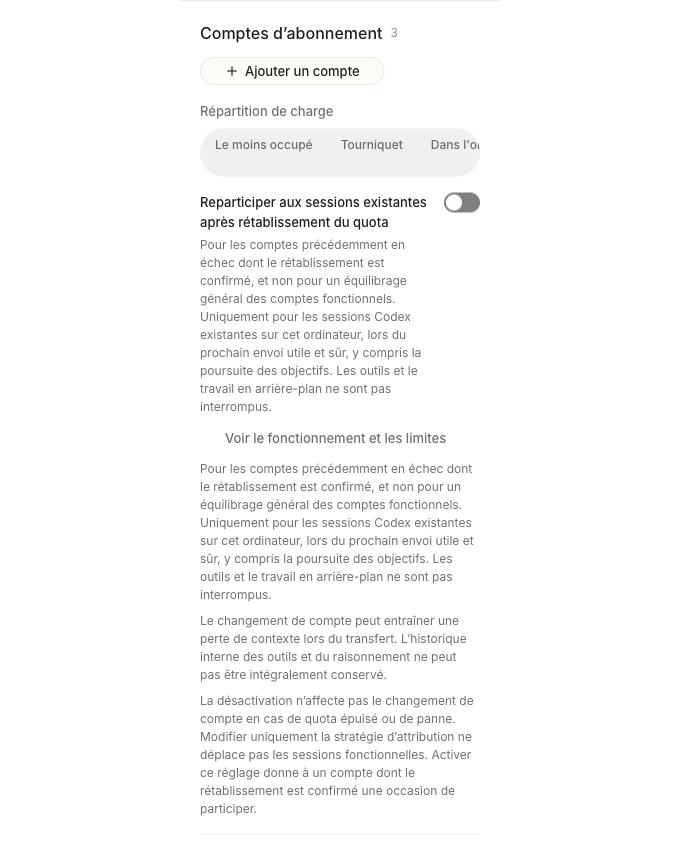 Comptes d’abonnement 3
+ Ajouter un compte
Répartition de charge
Le moins occupé Tourniquet Dans l'or
Reparticiper aux sessions existantes
après rétablissement du quota
Pour les comptes précédemment en
échec dont le rétablissement est
confirmé, et non pour un équilibrage
général des comptes fonctionnels.
Uniquement pour les sessions Codex
existantes sur cet ordinateur, lors du
prochain envoi utile et sûr, y compris la
poursuite des objectifs. Les outils et le
travail en arrière-plan ne sont pas
interrompus.
Voir le fonctionnement et les limites
Pour les comptes précédemment en échec dont
le rétablissement est confirmé, et non pour un
équilibrage général des comptes fonctionnels.
Uniquement pour les sessions Codex existantes
sur cet ordinateur, lors du prochain envoi utile et
sûr, y compris la poursuite des objectifs. Les
outils et le travail en arrière-plan ne sont pas
interrompus.
Le changement de compte peut entraîner une
perte de contexte lors du transfert. L’historique
interne des outils et du raisonnement ne peut
pas être intégralement conservé.
La désactivation n’affecte pas le changement de
compte en cas de quota épuisé ou de panne.
Modifier uniquement la stratégie d’attribution ne
déplace pas les sessions fonctionnelles. Activer
ce réglage donne à un compte dont le
rétablissement est confirmé une occasion de
participer.